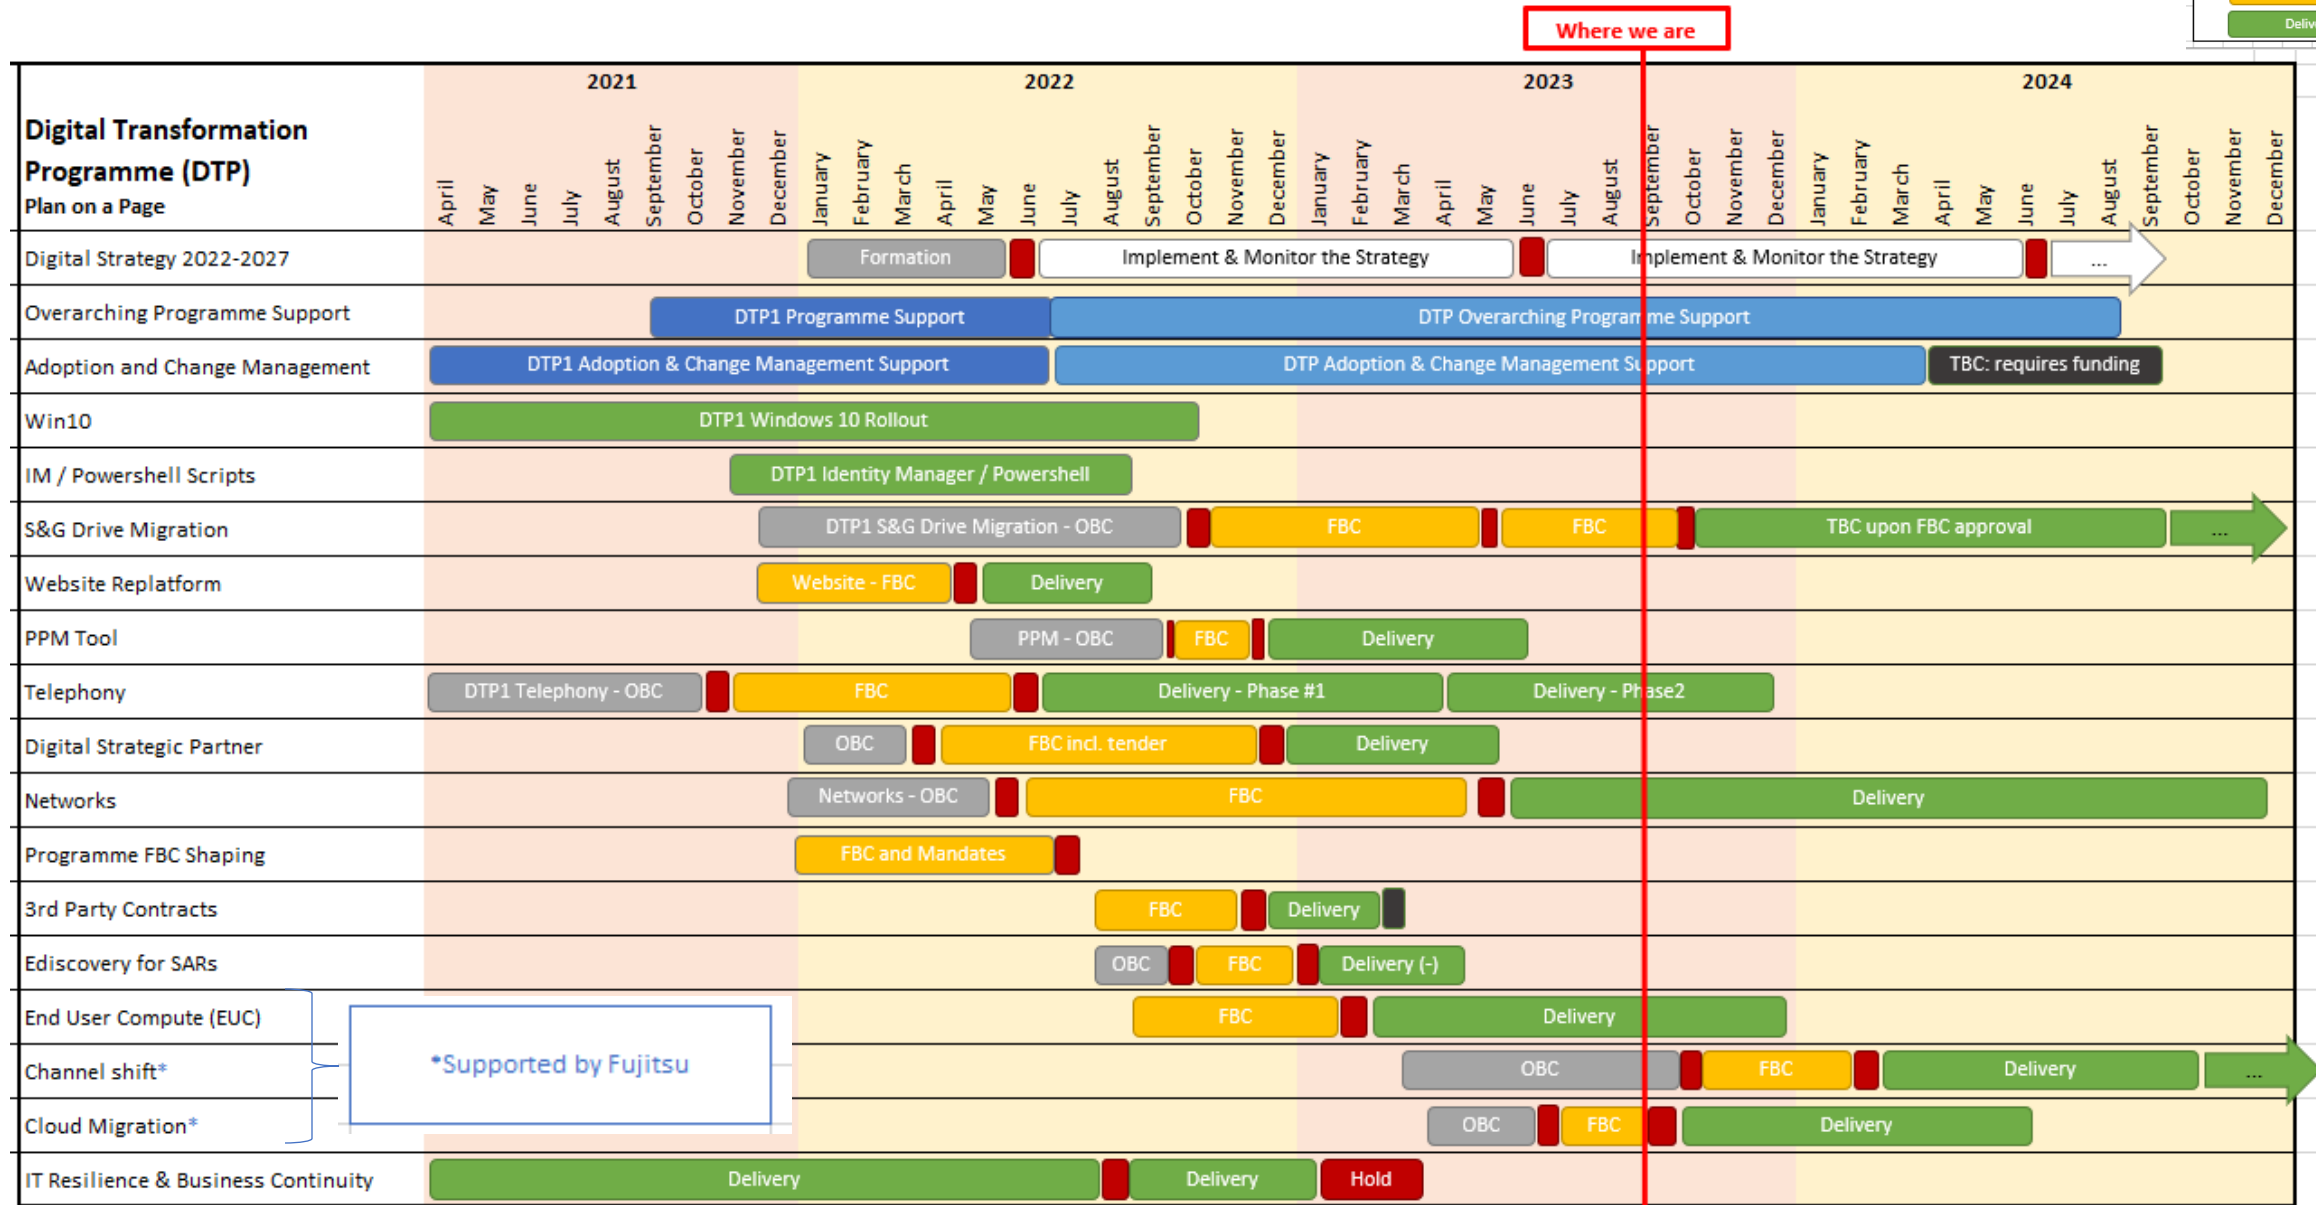 Where we are
2021 2022 2023 2024
Digital Transformation
Programme (DTP)
Plan on a Page
April May June July August September October November December January February March April May June July August September October November December January February March April May June July August September October November December January February March April May June July August September October November December
Digital Strategy 2022-2027 Formation Implement & Monitor the Strategy Implement & Monitor the Strategy ...
Overarching Programme Support DTP1 Programme Support DTP Overarching Programme Support
Adoption and Change Management DTP1 Adoption & Change Management Support DTP Adoption & Change Management Support TBC: requires funding
Win10 DTP1 Windows 10 Rollout
IM / Powershell Scripts DTP1 Identity Manager / Powershell
S&G Drive Migration DTP1 S&G Drive Migration - OBC FBC FBC TBC upon FBC approval ...
Website Replatform Website - FBC Delivery
PPM Tool PPM - OBC FBC Delivery
Telephony DTP1 Telephony - OBC FBC Delivery - Phase #1 Delivery - Phase2
Digital Strategic Partner OBC FBC incl. tender Delivery
Networks Networks - OBC FBC Delivery
Programme FBC Shaping FBC and Mandates
3rd Party Contracts FBC Delivery
Ediscovery for SARs OBC FBC Delivery (-)
End User Compute (EUC) FBC Delivery
*Supported by Fujitsu
Channel shift* OBC FBC Delivery ...
Cloud Migration* OBC FBC Delivery
IT Resilience & Business Continuity Delivery Delivery Hold